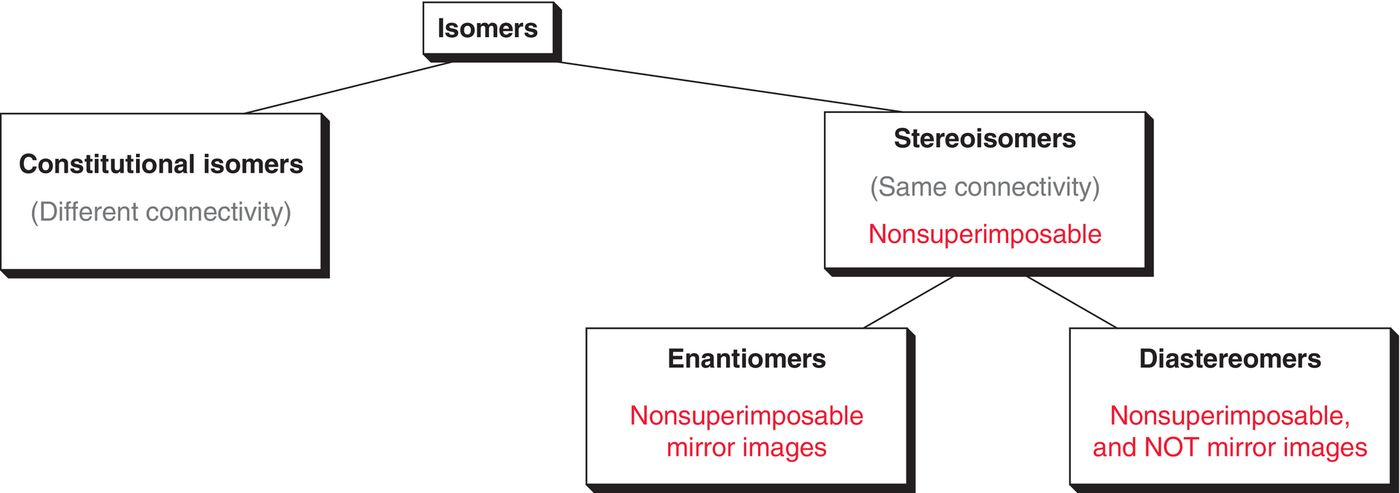 Isomers
Constitutional isomers
(Different connectivity)
Stereoisomers
(Same connectivity)
Nonsuperimposable
Enantiomers
Nonsuperimposable
mirror images
Diastereomers
Nonsuperimposable,
and NOT mirror images